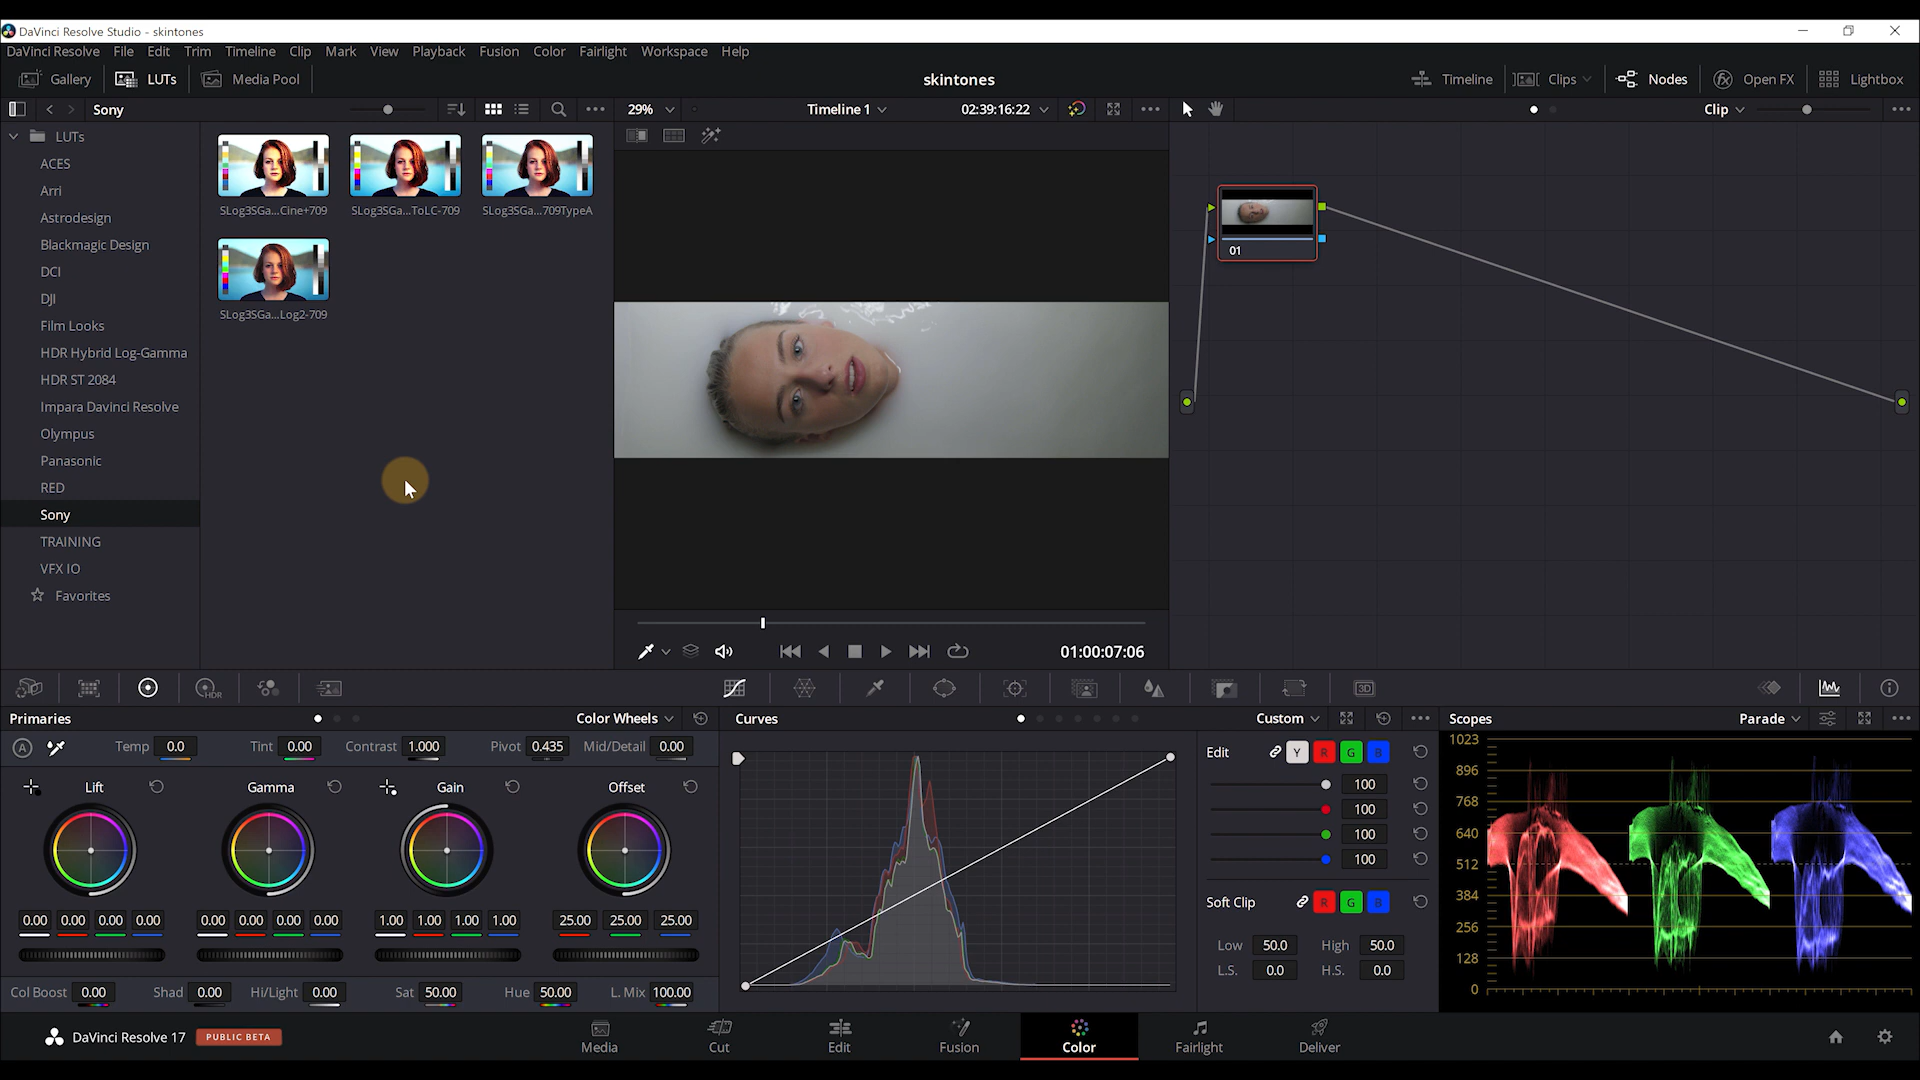 DaVinci Resolve Studio - skintones
DaVinci Resolve File Edit Trim Timeline Clip Mark View Playback Fusion Color Fairlight Workspace Help
Gallery LUTs Media Pool skintones Timeline Clips Nodes Open FX Lightbox
Sony 29% Timeline 1 02:39:16:22 Clip
LUTs
ACES
Arri
Astrodesign
Blackmagic Design
DCI
DJI
Film Looks
HDR Hybrid Log-Gamma
HDR ST 2084
Impara Davinci Resolve
Olympus
Panasonic
RED
Sony
TRAINING
VFX IO
Favorites
SLog3SGa...Cine+709 SLog3SGa...ToLC-709 SLog3SGa...709TypeA
SLog3SGa...Log2-709
01
01:00:07:06
HDR 3D
Primaries Color Wheels
A Temp 0.0 Tint 0.00 Contrast 1.000 Pivot 0.435 Mid/Detail 0.00
Lift Gamma Gain Offset
0.00 0.00 0.00 0.00 0.00 0.00 0.00 0.00 1.00 1.00 1.00 1.00 25.00 25.00 25.00
Col Boost 0.00 Shad 0.00 Hi/Light 0.00 Sat 50.00 Hue 50.00 L. Mix 100.00
Curves Custom
Edit Y R G B
100
100
100
100
Soft Clip R G B
Low 50.0 High 50.0
L.S. 0.0 H.S. 0.0
Scopes Parade
1023
896
768
640
512
384
256
128
0
DaVinci Resolve 17 PUBLIC BETA
Media Cut Edit Fusion Color Fairlight Deliver